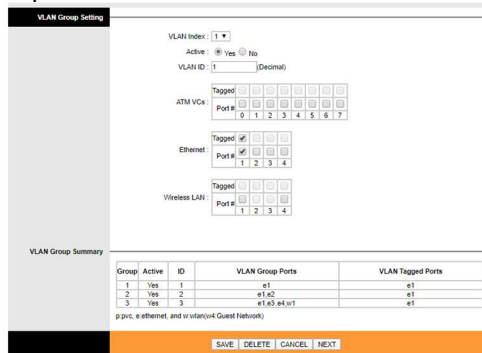 VLAN Group Setting
VLAN Index : 1
Active : Yes No
VLAN ID : 1 (Decimal)
ATM VCs : Tagged
Port #
0 1 2 3 4 5 6 7
Ethernet : Tagged
Port #
1 2 3 4
Wireless LAN : Tagged
Port #
1 2 3 4
VLAN Group Summary
Group Active ID VLAN Group Ports VLAN Tagged Ports
1 Yes 1 e1 e1
2 Yes 2 e1,e2 e1
3 Yes 3 e1,e3,e4,w1 e1
p:pvc, e:ethernet, and w:wlan(w4:Guest Network)
SAVE DELETE CANCEL NEXT